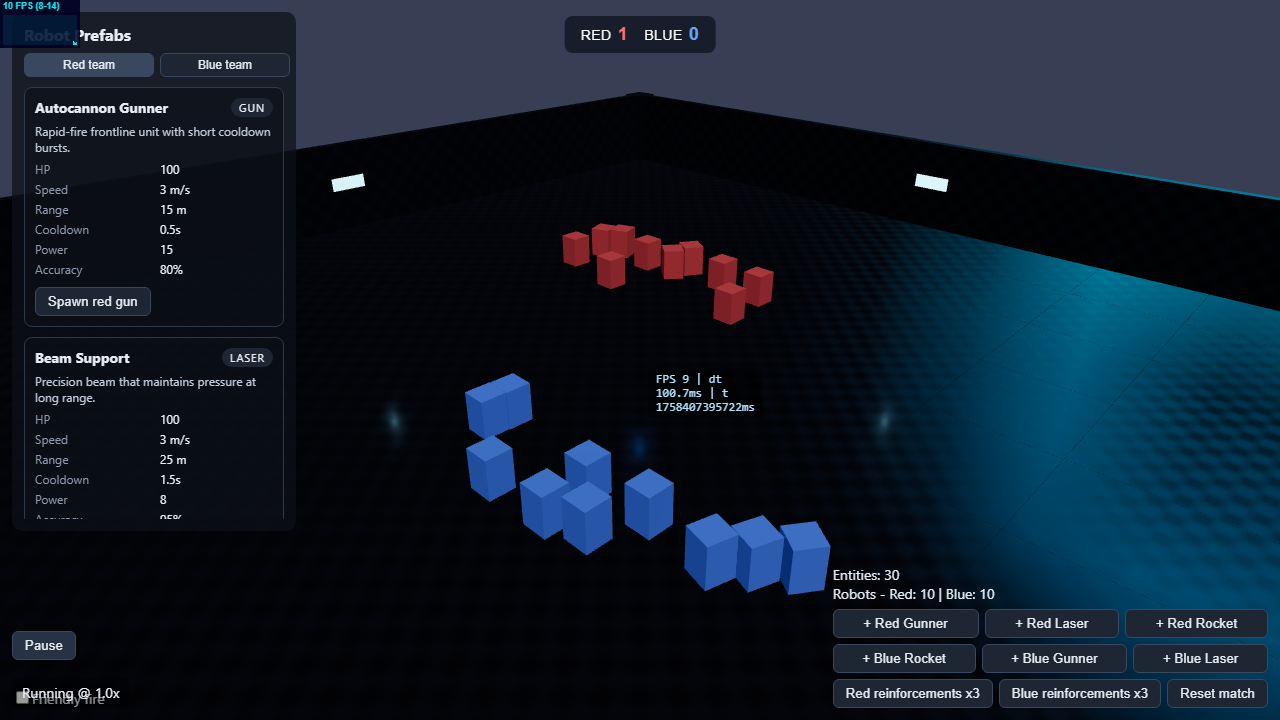 10 FPS (8-14)
Robot Prefabs
Red team
Blue team
Autocannon Gunner
GUN
Rapid-fire frontline unit with short cooldown
bursts.
HP 100
Speed 3 m/s
Range 15 m
Cooldown 0.5s
Power 15
Accuracy 80%
Spawn red gun
Beam Support
LASER
Precision beam that maintains pressure at
long range.
HP 100
Speed 3 m/s
Range 25 m
Cooldown 1.5s
Power 8
Accuracy 95%
RED 1 BLUE 0
FPS 9 | dt
100.7ms | t
1758407395722ms
Pause
Running @ 1.0x
Friendly fire
Entities: 30
Robots - Red: 10 | Blue: 10
+ Red Gunner
+ Red Laser
+ Red Rocket
+ Blue Rocket
+ Blue Gunner
+ Blue Laser
Red reinforcements x3
Blue reinforcements x3
Reset match